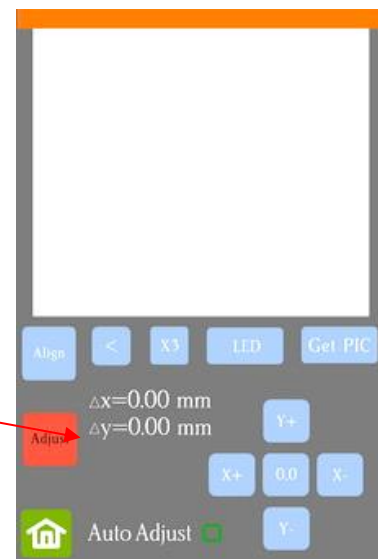 Align
<
X3
LED
Get PIC
△x=0.00 mm
△y=0.00 mm
Adjust
Y+
X+
0.0
X-
Auto Adjust
Y-